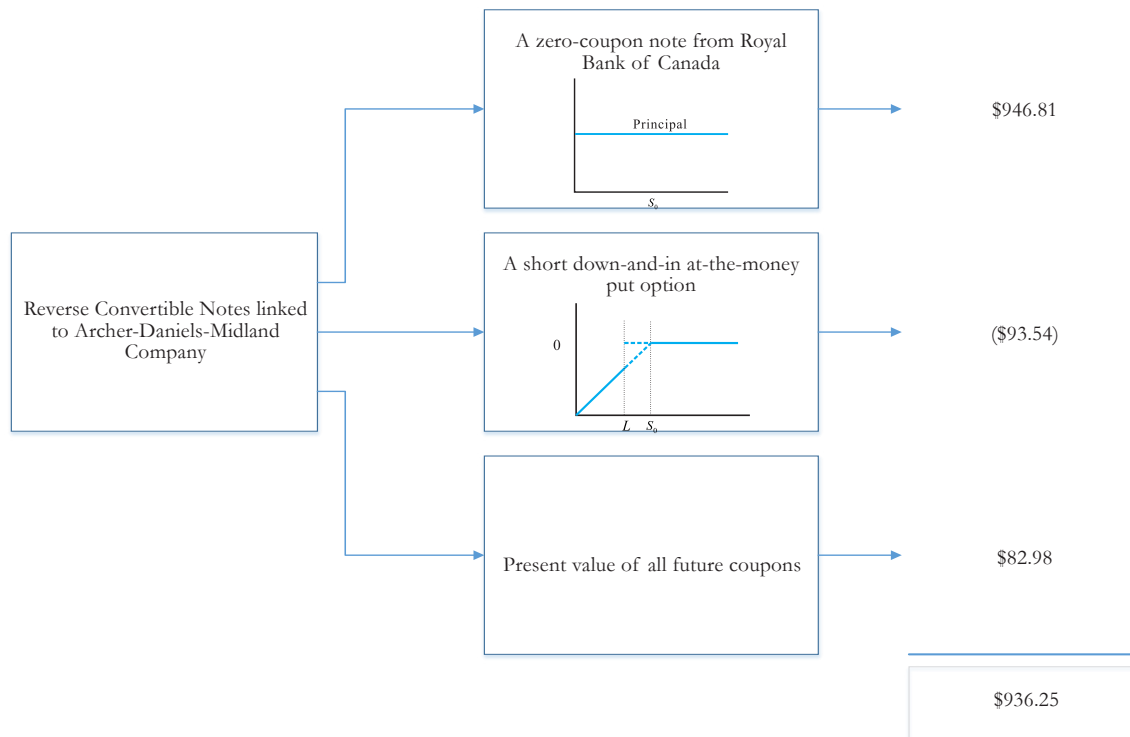 A zero-coupon note from Royal
Bank of Canada
Principal
S₀
$946.81
Reverse Convertible Notes linked
to Archer-Daniels-Midland
Company
A short down-and-in at-the-money
put option
0
L S₀
($93.54)
Present value of all future coupons
$82.98
$936.25